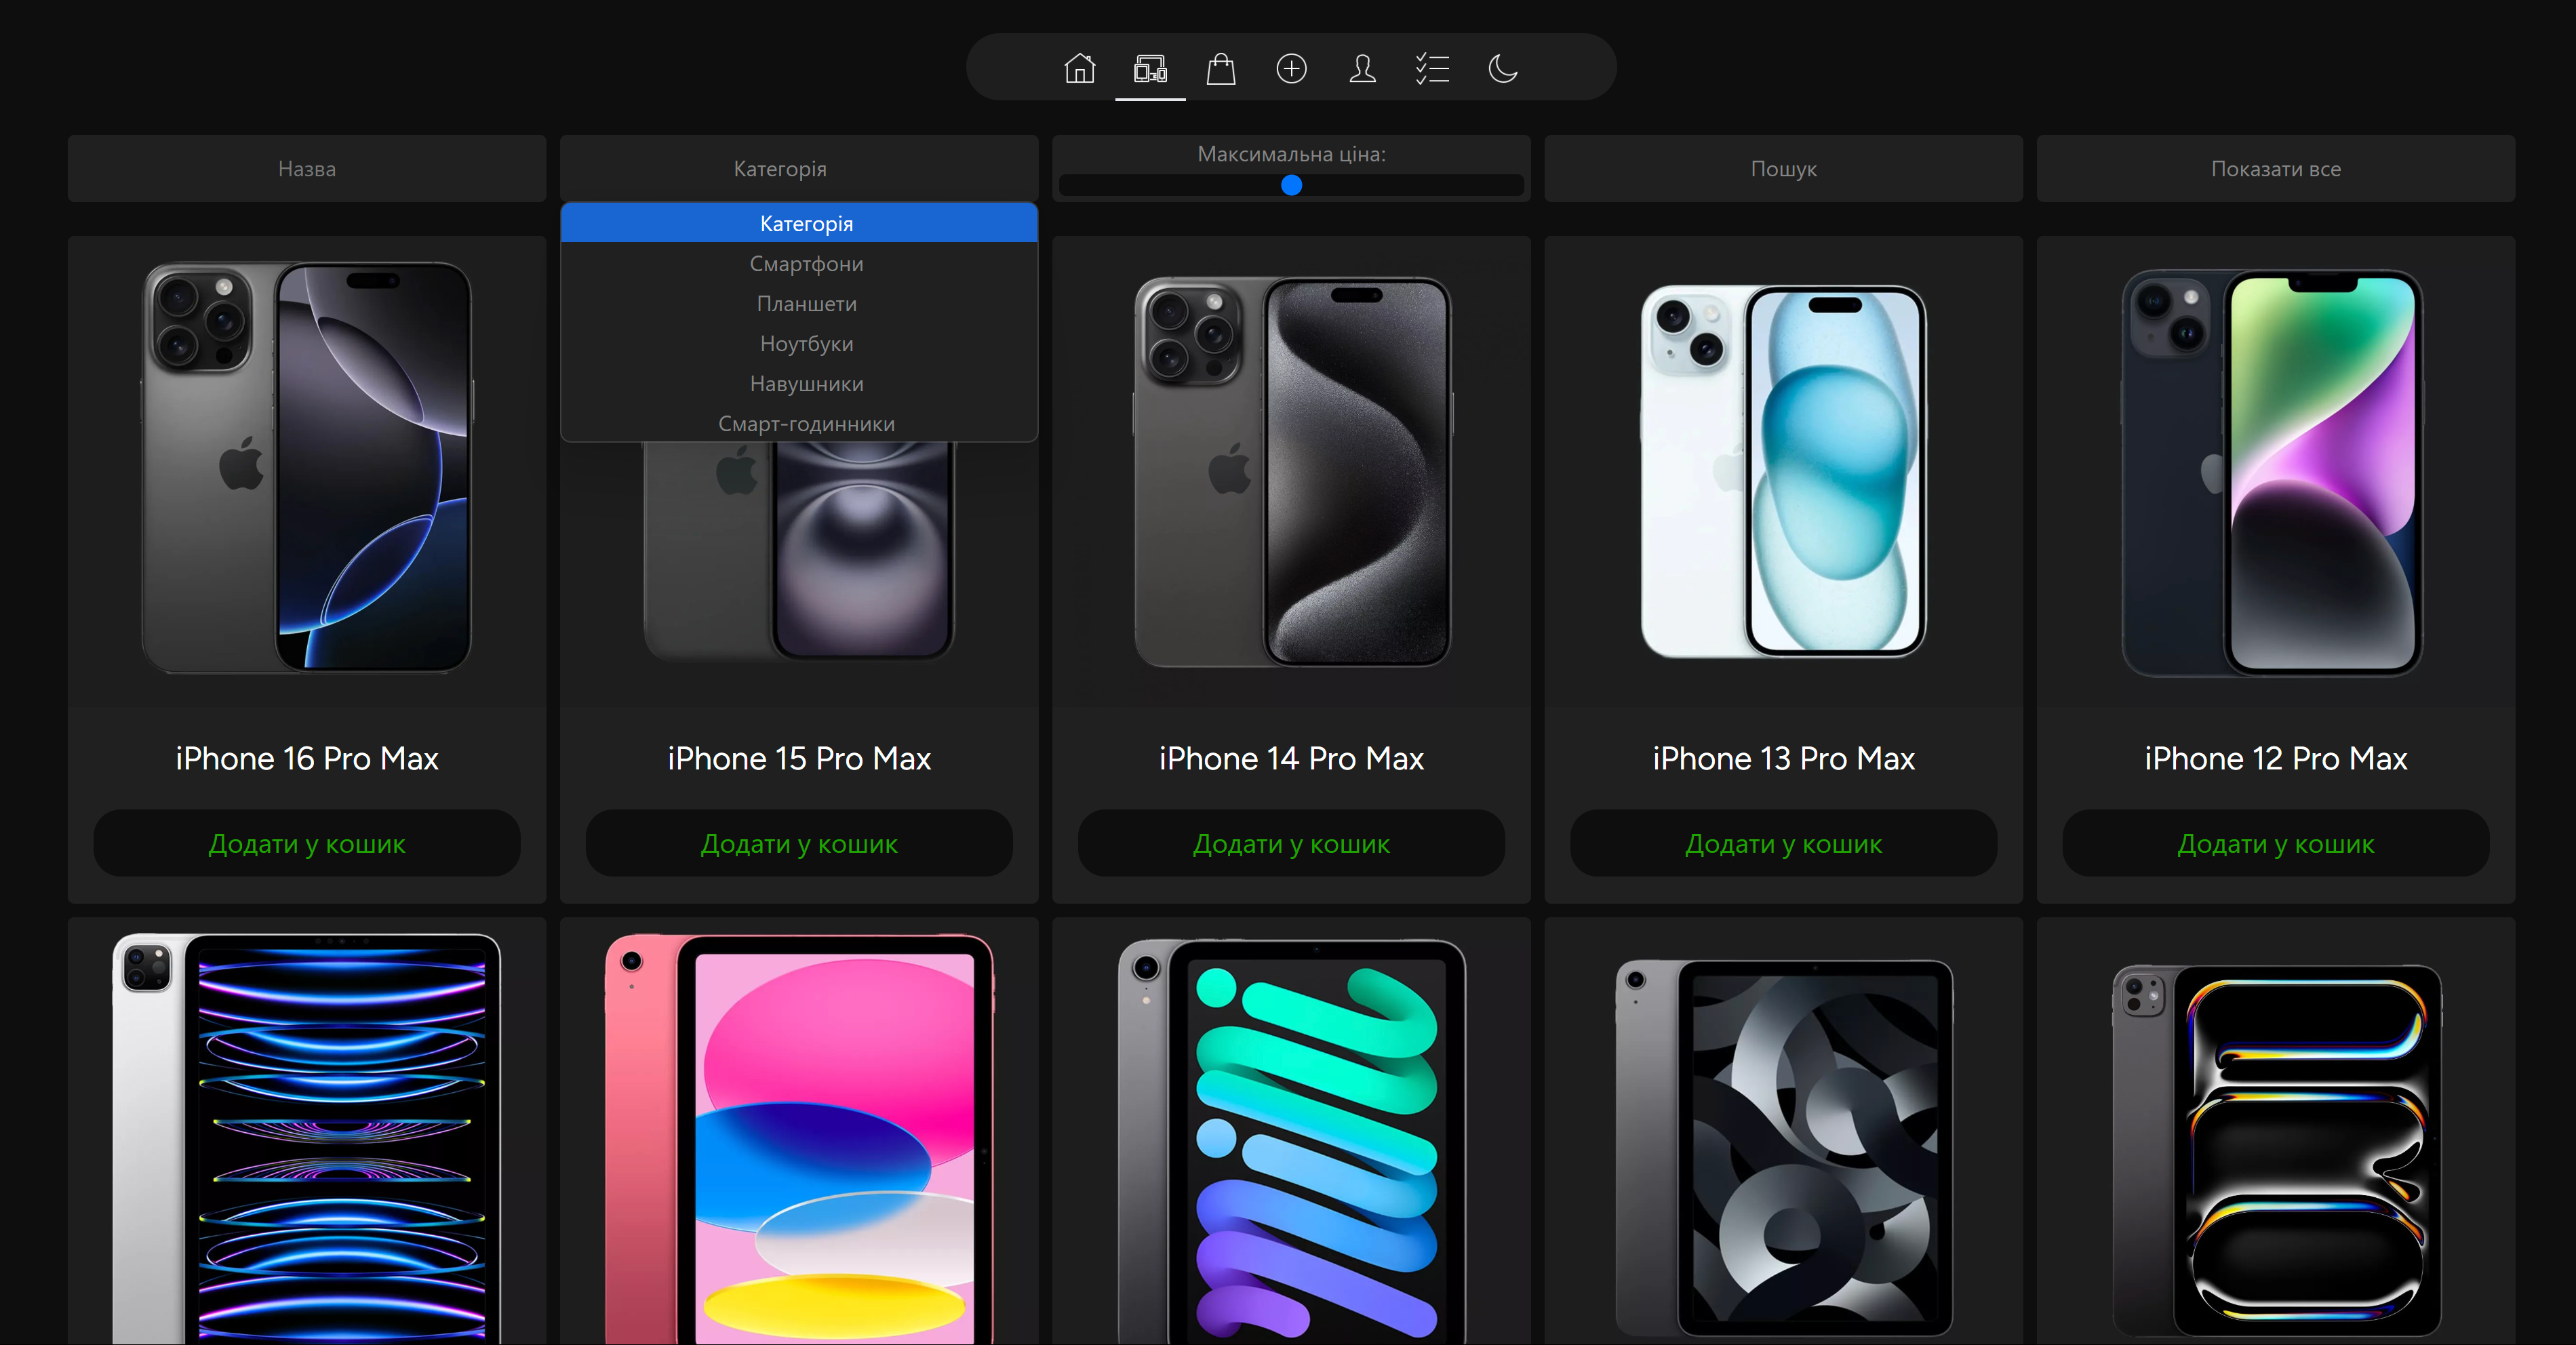 Назва
Категорія
Максимальна ціна:
Пошук
Показати все
Категорія
Смартфони
Планшети
Ноутбуки
Навушники
Смарт-годинники
iPhone 16 Pro Max
iPhone 15 Pro Max
iPhone 14 Pro Max
iPhone 13 Pro Max
iPhone 12 Pro Max
Додати у кошик
Додати у кошик
Додати у кошик
Додати у кошик
Додати у кошик